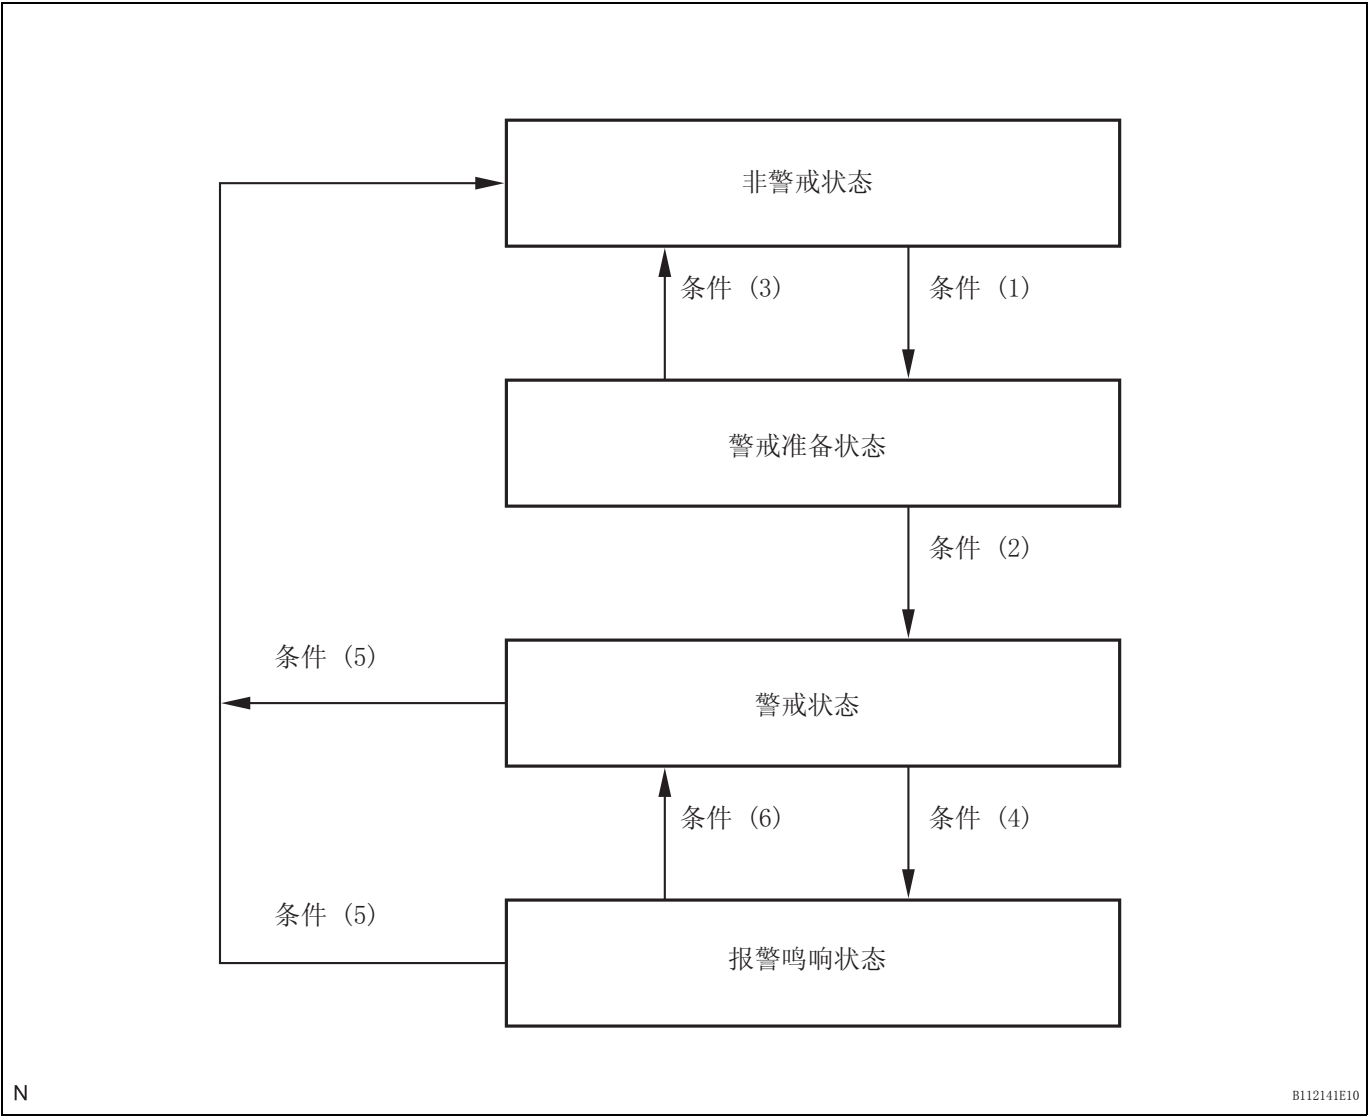 非警戒状态
条件 (3)
条件 (1)
警戒准备状态
条件 (2)
条件 (5)
警戒状态
条件 (6)
条件 (4)
条件 (5)
报警鸣响状态
N
B112141E10